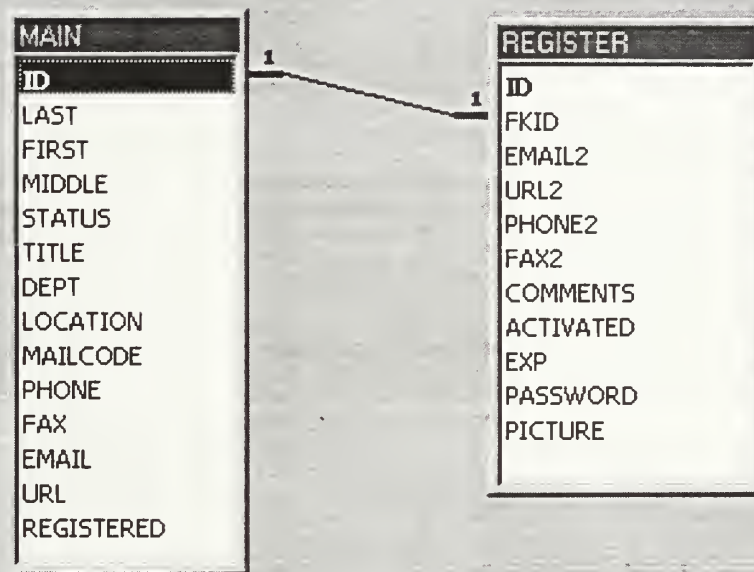 MAIN
ID
LAST
FIRST
MIDDLE
STATUS
TITLE
DEPT
LOCATION
MAILCODE
PHONE
FAX
EMAIL
URL
REGISTERED
1
1
REGISTER
ID
FKID
EMAIL2
URL2
PHONE2
FAX2
COMMENTS
ACTIVATED
EXP
PASSWORD
PICTURE